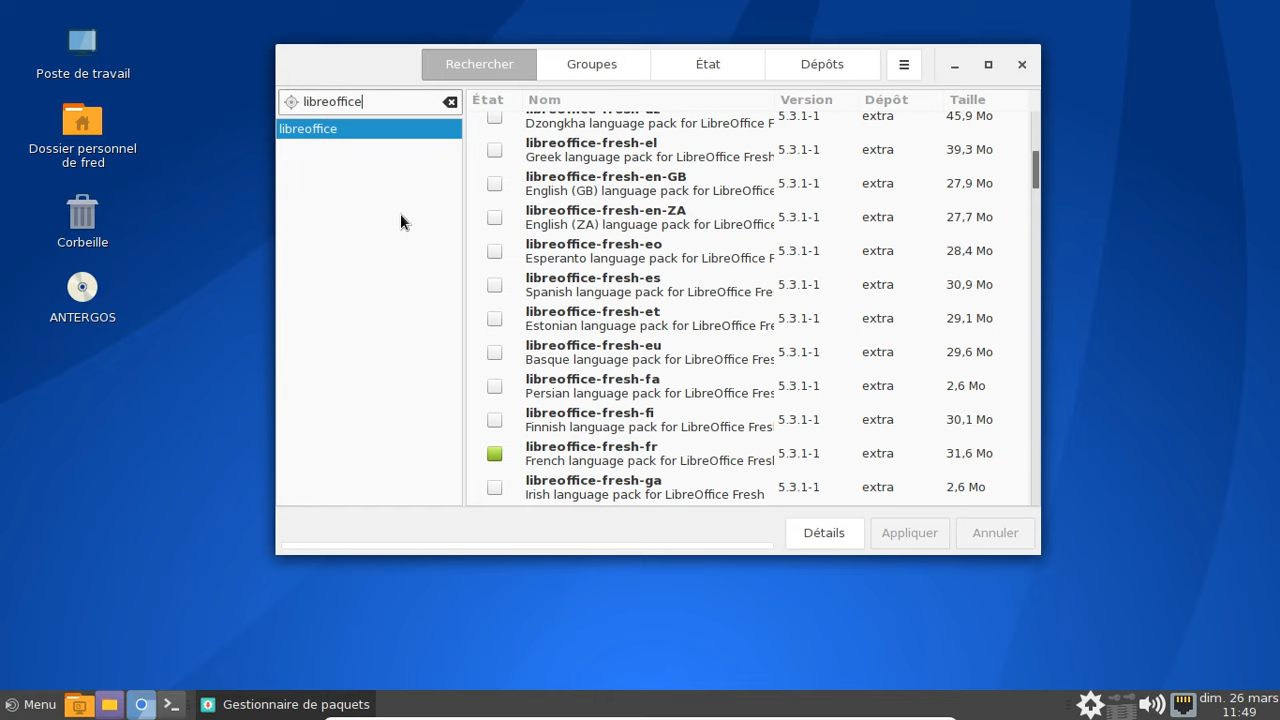 Poste de travail
Dossier personnel
de fred
Corbeille
ANTERGOS
Rechercher
Groupes
État
Dépôts
libreoffice
libreoffice
État Nom Version Dépôt Taille
Dzongkha language pack for LibreOffice F 5.3.1-1 extra 45,9 Mo
libreoffice-fresh-el
Greek language pack for LibreOffice Fresh 5.3.1-1 extra 39,3 Mo
libreoffice-fresh-en-GB
English (GB) language pack for LibreOffice 5.3.1-1 extra 27,9 Mo
libreoffice-fresh-en-ZA
English (ZA) language pack for LibreOffice 5.3.1-1 extra 27,7 Mo
libreoffice-fresh-eo
Esperanto language pack for LibreOffice F 5.3.1-1 extra 28,4 Mo
libreoffice-fresh-es
Spanish language pack for LibreOffice Fre 5.3.1-1 extra 30,9 Mo
libreoffice-fresh-et
Estonian language pack for LibreOffice Fre 5.3.1-1 extra 29,1 Mo
libreoffice-fresh-eu
Basque language pack for LibreOffice Fres 5.3.1-1 extra 29,6 Mo
libreoffice-fresh-fa
Persian language pack for LibreOffice Fres 5.3.1-1 extra 2,6 Mo
libreoffice-fresh-fi
Finnish language pack for LibreOffice Fres 5.3.1-1 extra 30,1 Mo
libreoffice-fresh-fr
French language pack for LibreOffice Fresh 5.3.1-1 extra 31,6 Mo
libreoffice-fresh-ga
Irish language pack for LibreOffice Fresh 5.3.1-1 extra 2,6 Mo
Détails
Appliquer
Annuler
Menu
Gestionnaire de paquets
dim. 26 mars
11:49